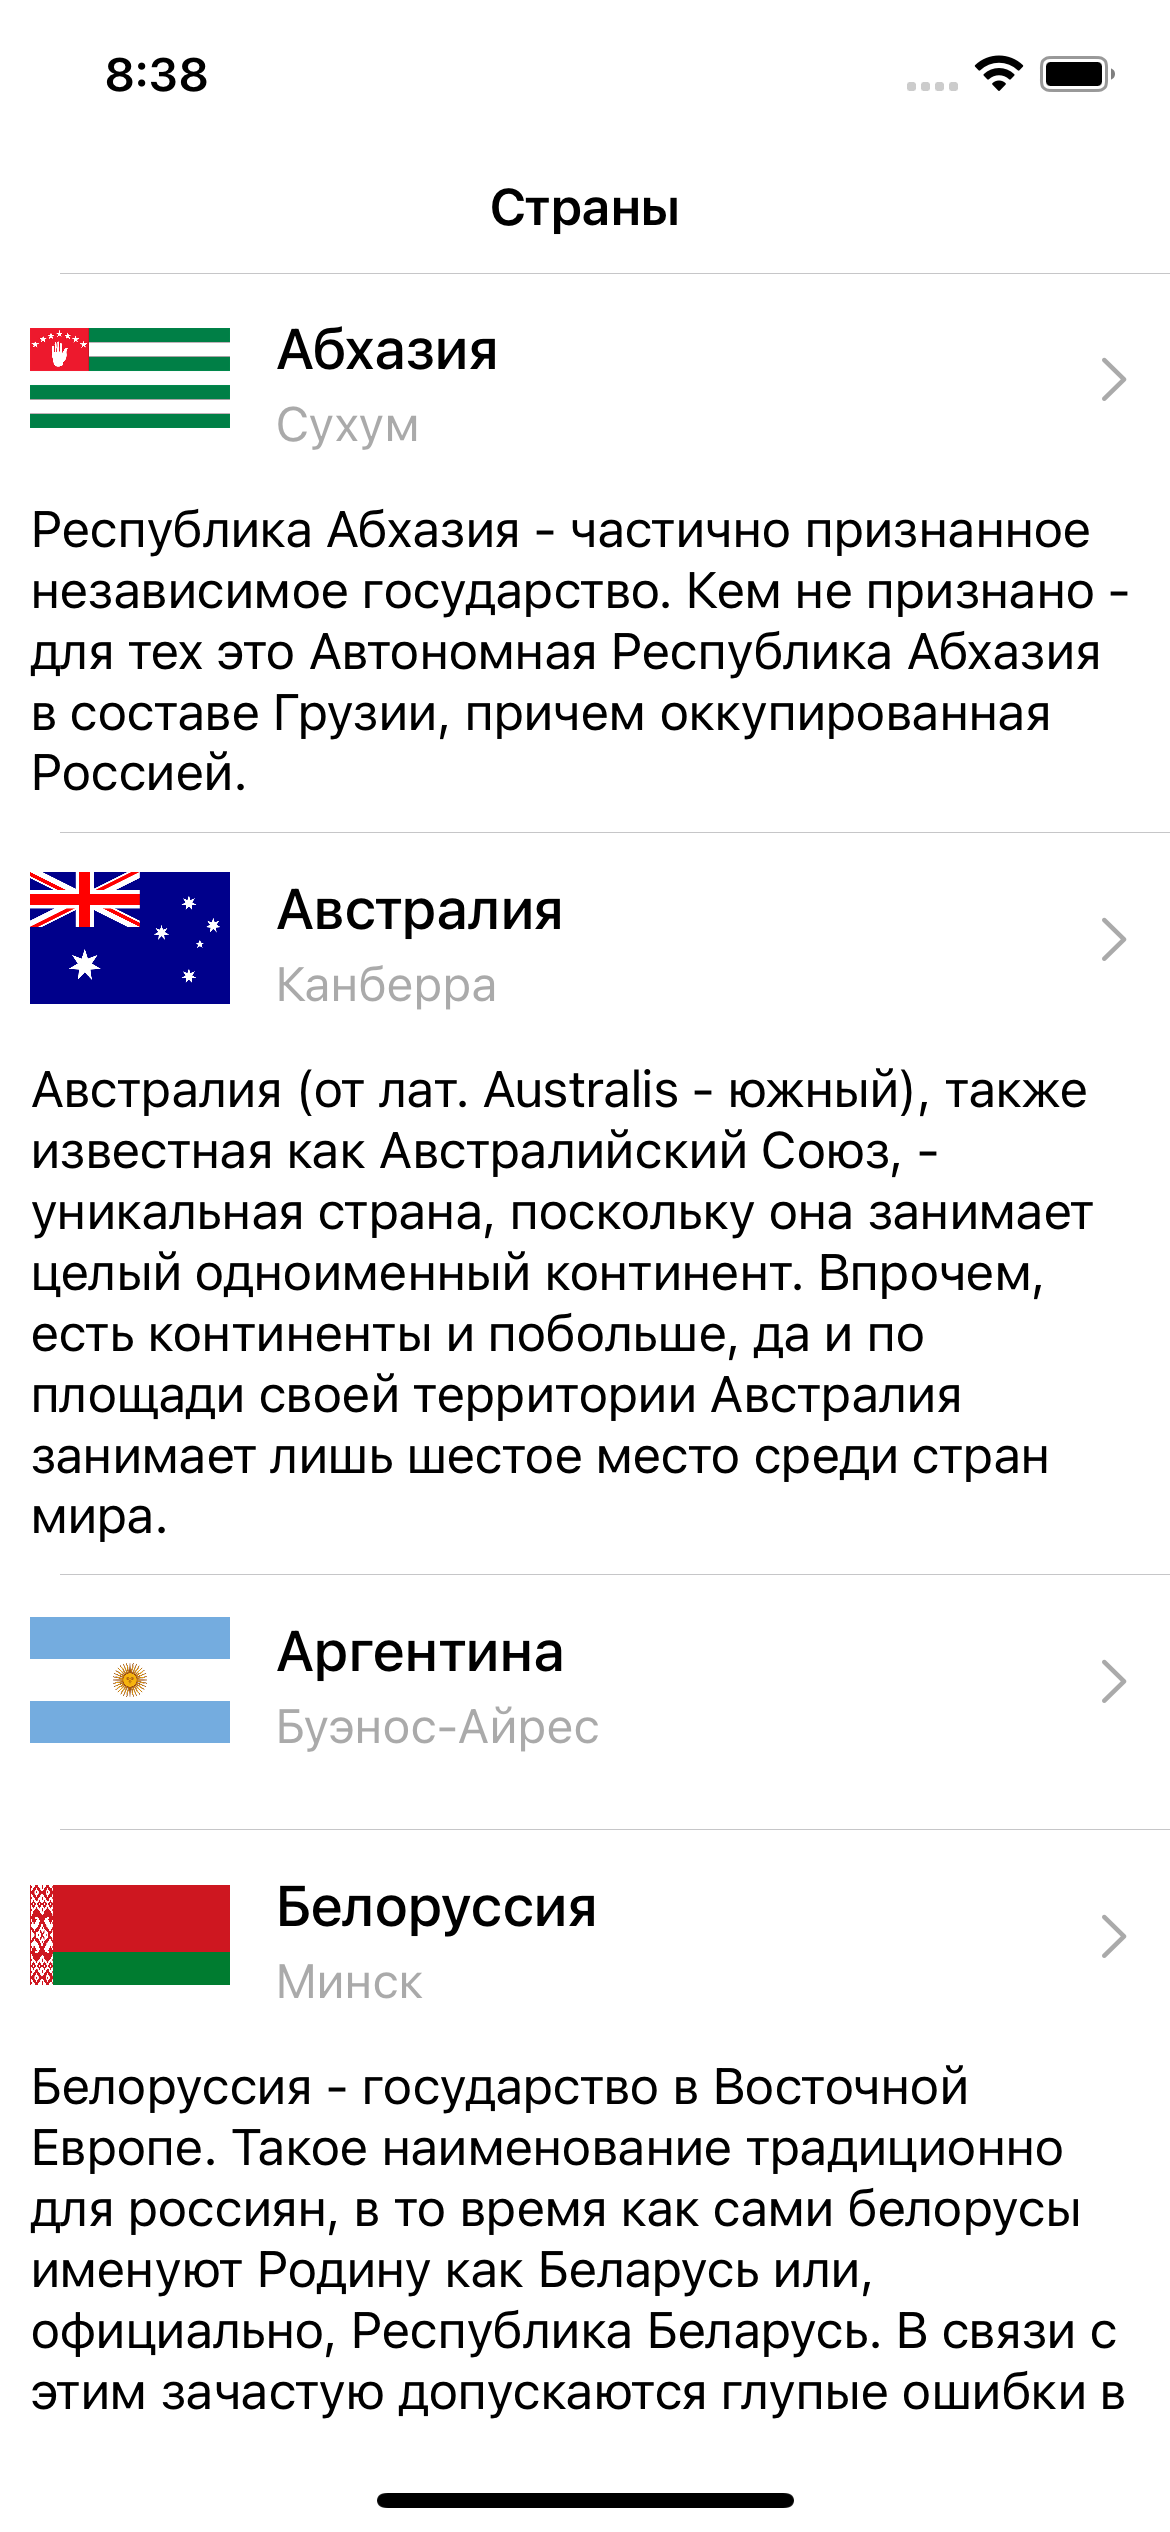 8:38
Страны
Абхазия
Сухум
Республика Абхазия - частично признанное
независимое государство. Кем не признано -
для тех это Автономная Республика Абхазия
в составе Грузии, причем оккупированная
Россией.
Австралия
Канберра
Австралия (от лат. Australis - южный), также
известная как Австралийский Союз, -
уникальная страна, поскольку она занимает
целый одноименный континент. Впрочем,
есть континенты и побольше, да и по
площади своей территории Австралия
занимает лишь шестое место среди стран
мира.
Аргентина
Буэнос-Айрес
Белоруссия
Минск
Белоруссия - государство в Восточной
Европе. Такое наименование традиционно
для россиян, в то время как сами белорусы
именуют Родину как Беларусь или,
официально, Республика Беларусь. В связи с
этим зачастую допускаются глупые ошибки в